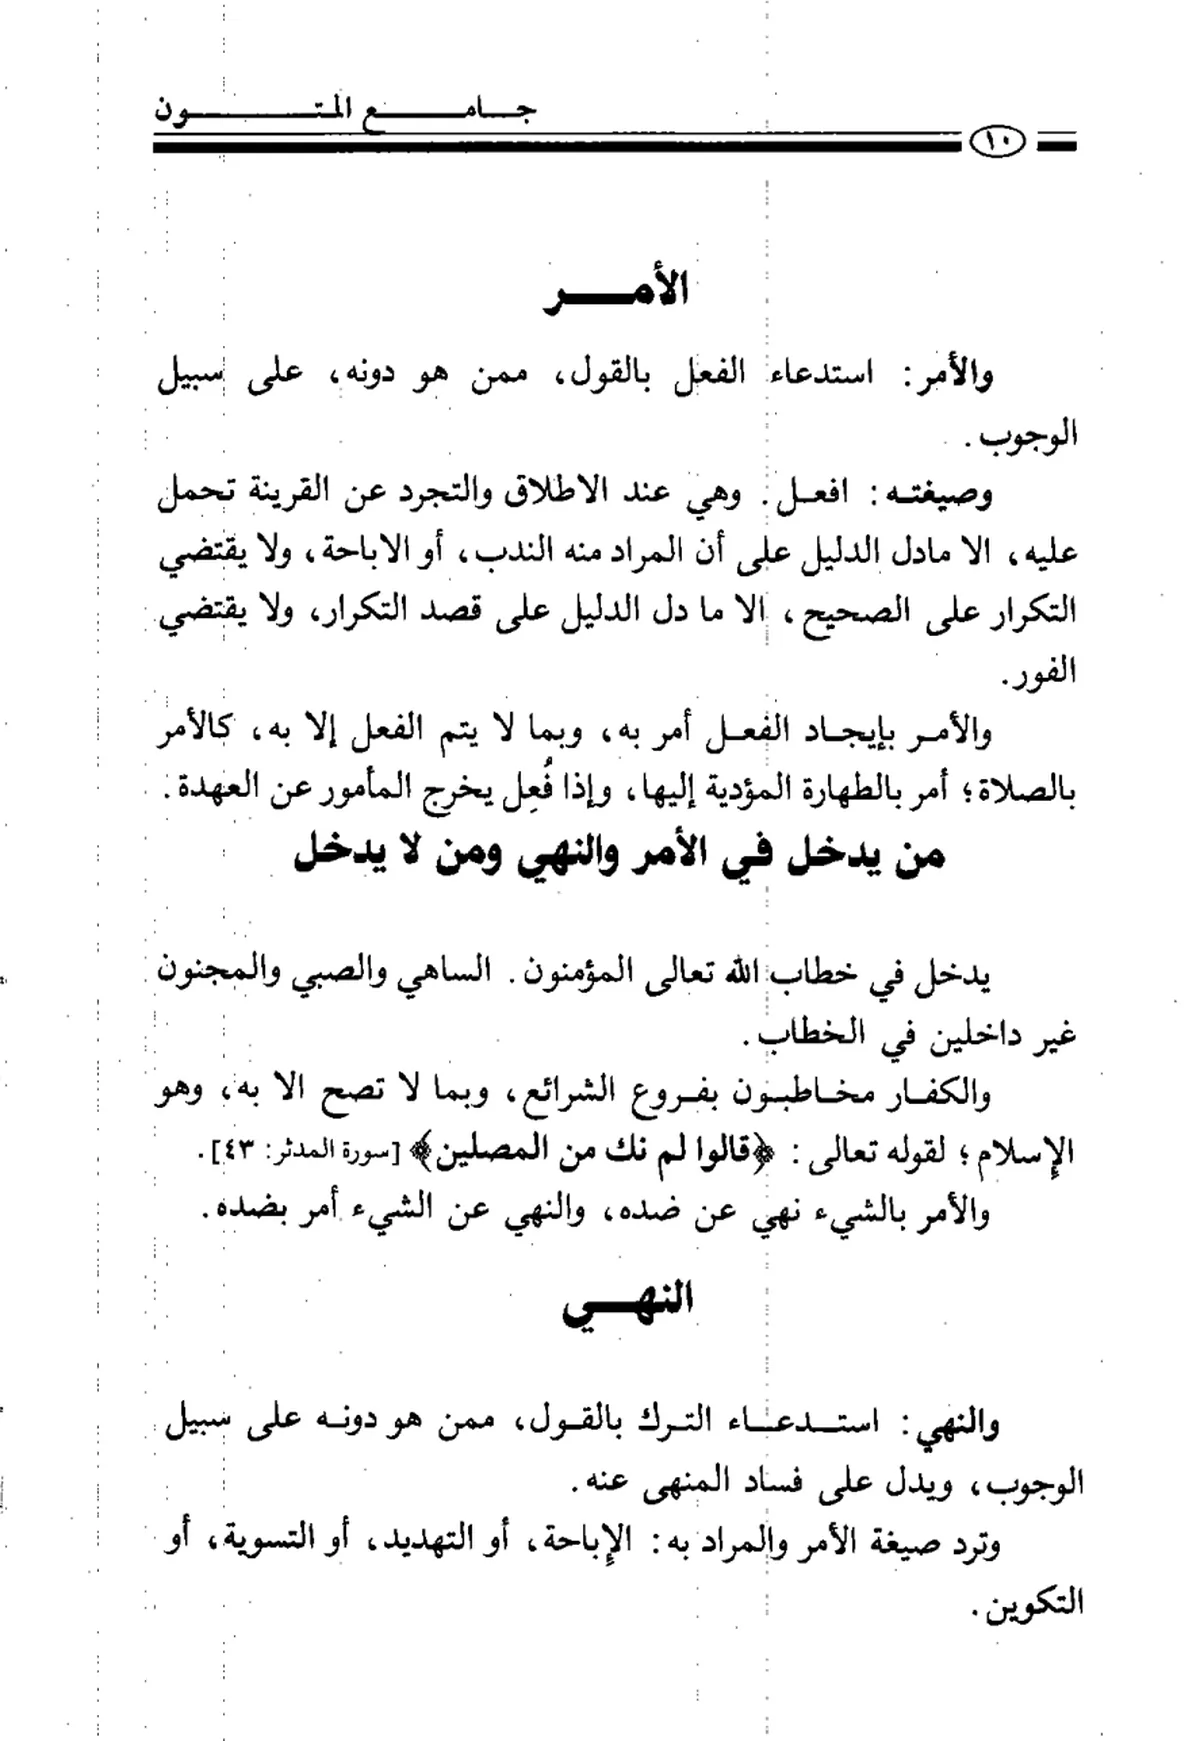 جامع المتون
١٠
الأمر
والأمر: استدعاء الفعل بالقول، ممن هو دونه، على سبيل
الوجوب.
وصيغته: افعل. وهي عند الاطلاق والتجرد عن القرينة تحمل
عليه، الا مادل الدليل على أن المراد منه الندب، أو الاباحة، ولا يقتضي
التكرار على الصحيح، الا ما دل الدليل على قصد التكرار، ولا يقتضي
الفور.
والأمر بإيجاد الفعل أمر به، وبما لا يتم الفعل إلا به، كالأمر
بالصلاة؛ أمر بالطهارة المؤدية إليها، وإذا فُعِل يخرج المأمور عن العهدة.
من يدخل في الأمر والنهي ومن لا يدخل
يدخل في خطاب الله تعالى المؤمنون. الساهي والصبي والمجنون
غير داخلين في الخطاب.
والكفار مخاطبون بفروع الشرائع، وبما لا تصح الا به، وهو
الإسلام؛ لقوله تعالى: ﴿قالوا لم نك من المصلين﴾ [سورة المدثر: ٤٣].
والأمر بالشيء نهي عن ضده، والنهي عن الشيء أمر بضده.
النهي
والنهي: استدعاء الترك بالقول، ممن هو دونه على سبيل
الوجوب، ويدل على فساد المنهى عنه.
وترد صيغة الأمر والمراد به: الإباحة، أو التهديد، أو التسوية، أو
التكوين.